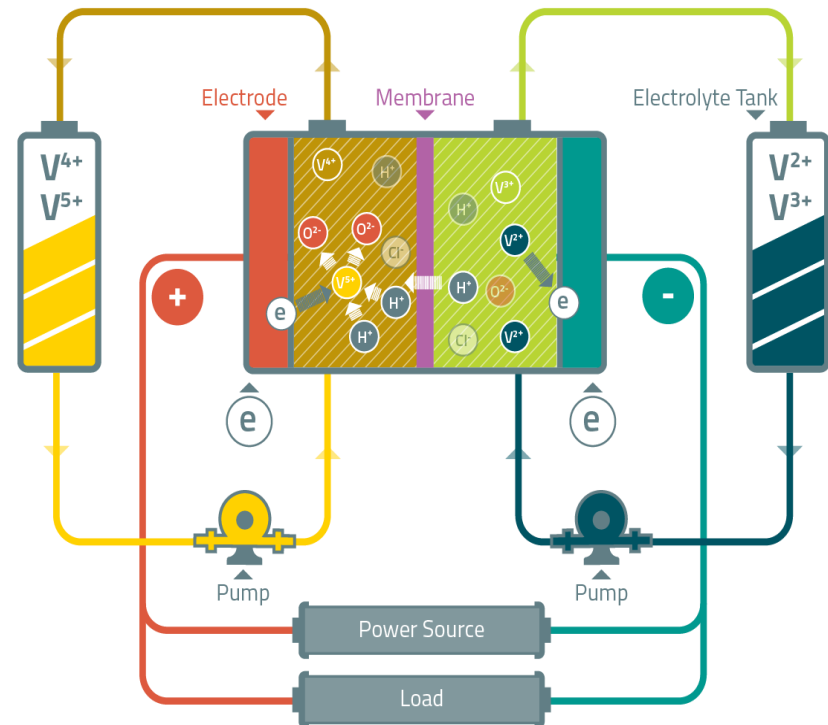 Electrode
Membrane
Electrolyte Tank
V⁴⁺
V⁵⁺
V²⁺
V³⁺
V⁴⁺
H⁺
V³⁺
H⁺
O²⁻
O²⁻
V²⁺
Cl⁻
V⁵⁺
H⁺
H⁺
O²⁻
e
e
H⁺
Cl⁻
V²⁺
+
-
e
e
Pump
Pump
Power Source
Load